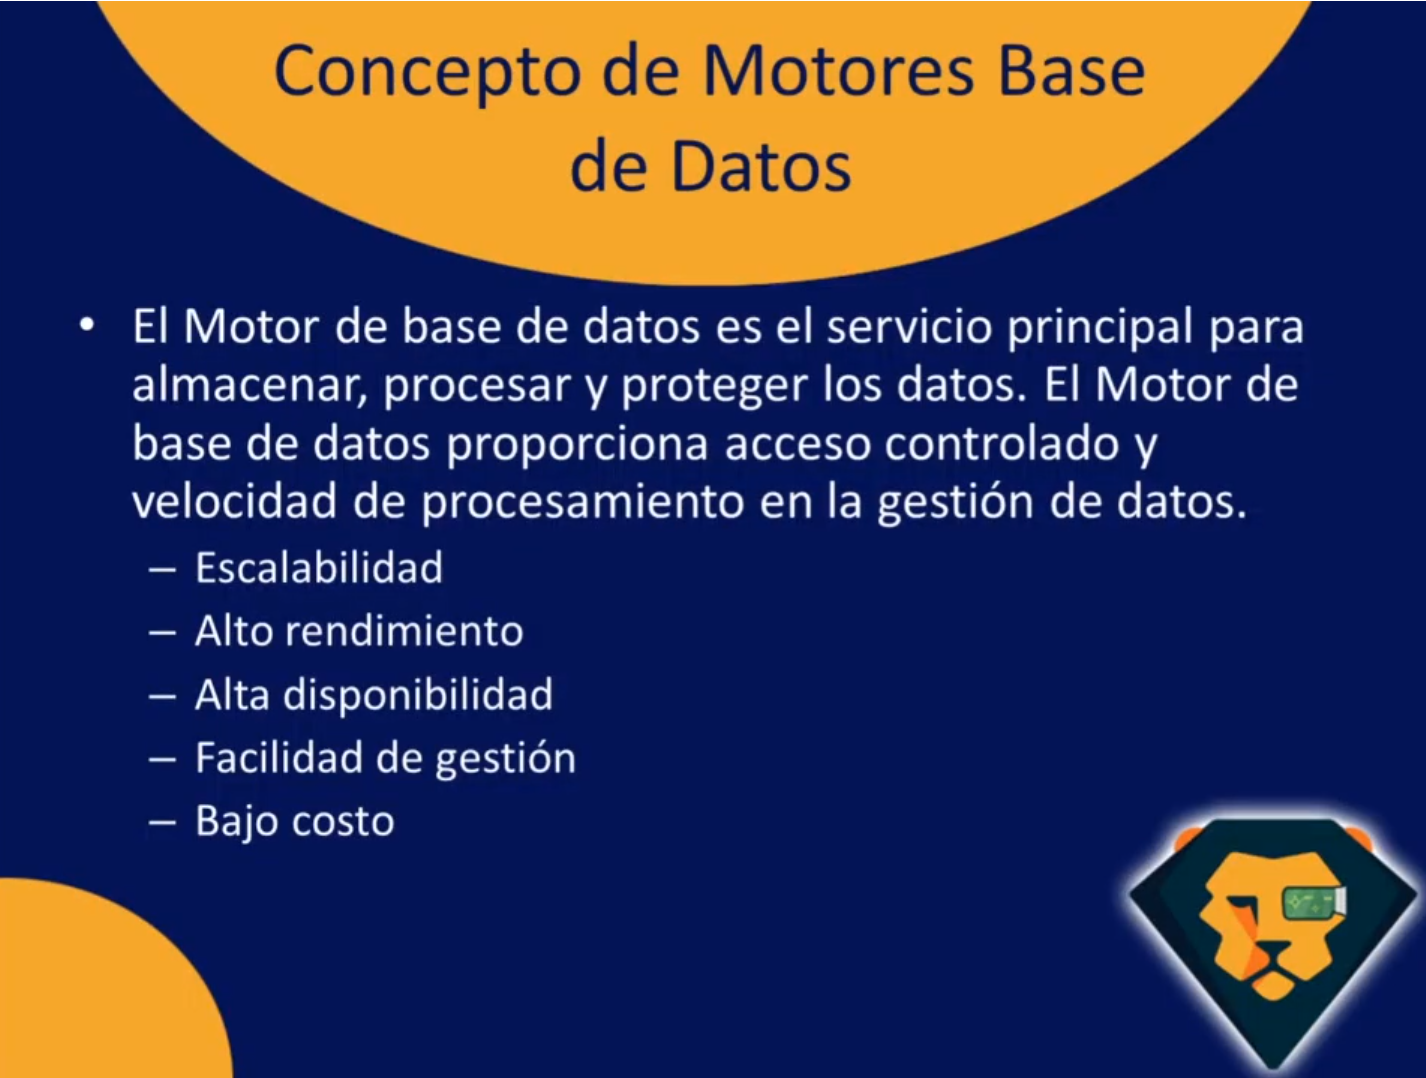 Concepto de Motores Base
de Datos
• El Motor de base de datos es el servicio principal para
almacenar, procesar y proteger los datos. El Motor de
base de datos proporciona acceso controlado y
velocidad de procesamiento en la gestión de datos.
– Escalabilidad
– Alto rendimiento
– Alta disponibilidad
– Facilidad de gestión
– Bajo costo